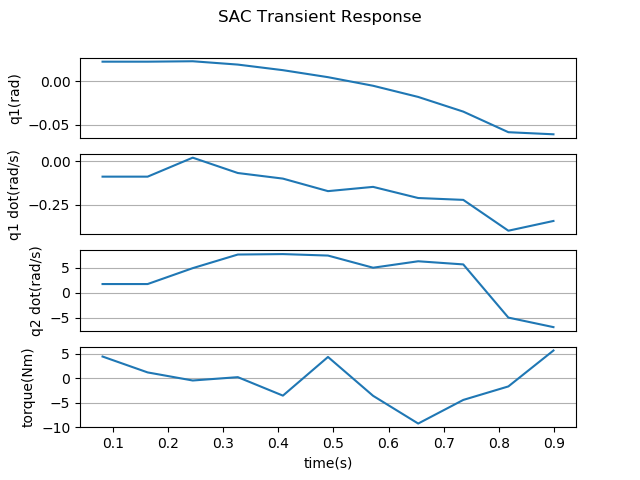 SAC Transient Response
q1(rad)
0.00
−0.05
q1 dot(rad/s)
0.00
−0.25
q2 dot(rad/s)
5
0
−5
torque(Nm)
5
0
−5
−10
0.1 0.2 0.3 0.4 0.5 0.6 0.7 0.8 0.9
time(s)